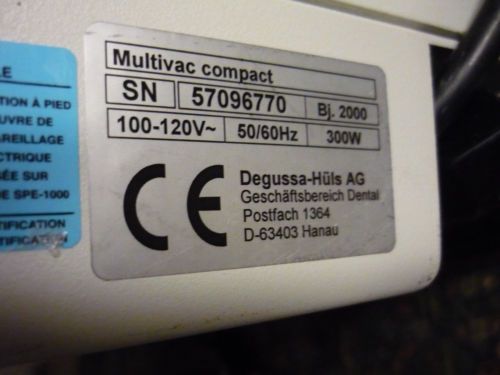 LE
TION À PIED
UVRE DE
AREILLAGE
CTRIQUE
ÉE SUR
DE SPE-1000
TIFICATION
TIFICATION
Multivac compact
SN 57096770 Bj. 2000
100-120V~ 50/60Hz 300W
CE
Degussa-Hüls AG
Geschäftsbereich Dental
Postfach 1364
D-63403 Hanau